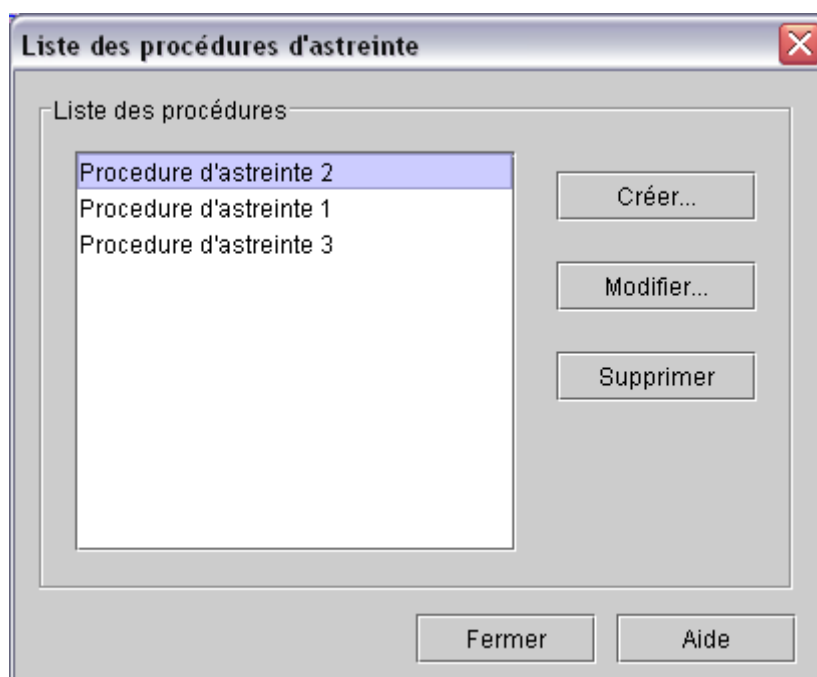 Liste des procédures d'astreinte
Liste des procédures
Procedure d'astreinte 2
Procedure d'astreinte 1
Procedure d'astreinte 3
Créer...
Modifier...
Supprimer
Fermer
Aide